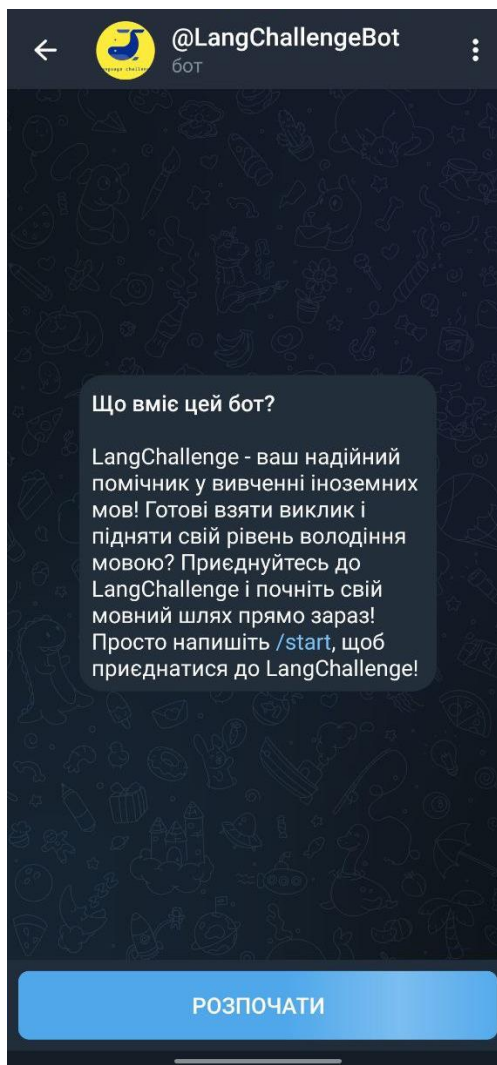 @LangChallengeBot
бот
Що вміє цей бот?
LangChallenge - ваш надійний
помічник у вивченні іноземних
мов! Готові взяти виклик і
підняти свій рівень володіння
мовою? Приєднуйтесь до
LangChallenge і почніть свій
мовний шлях прямо зараз!
Просто напишіть /start, щоб
приєднатися до LangChallenge!
РОЗПОЧАТИ